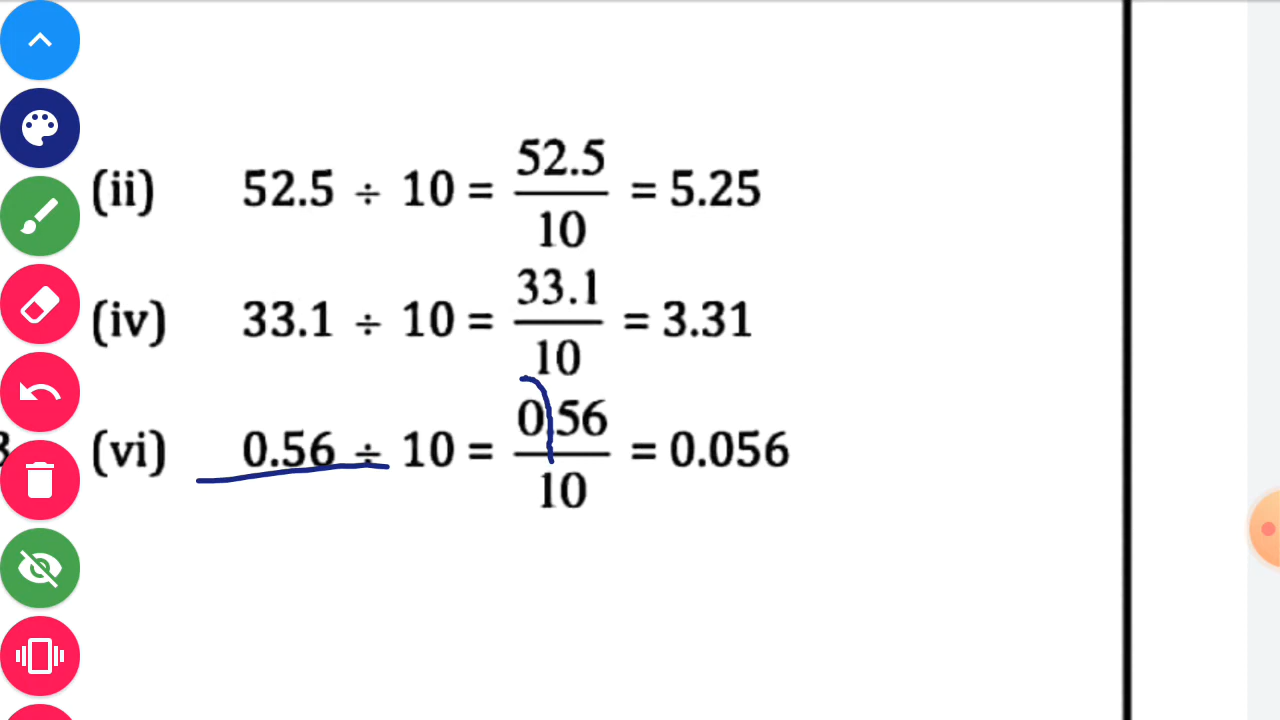 (ii) 52.5 ÷ 10 = 52.5/10 = 5.25
(iv) 33.1 ÷ 10 = 33.1/10 = 3.31
(vi) 0.56 ÷ 10 = 0.56/10 = 0.056